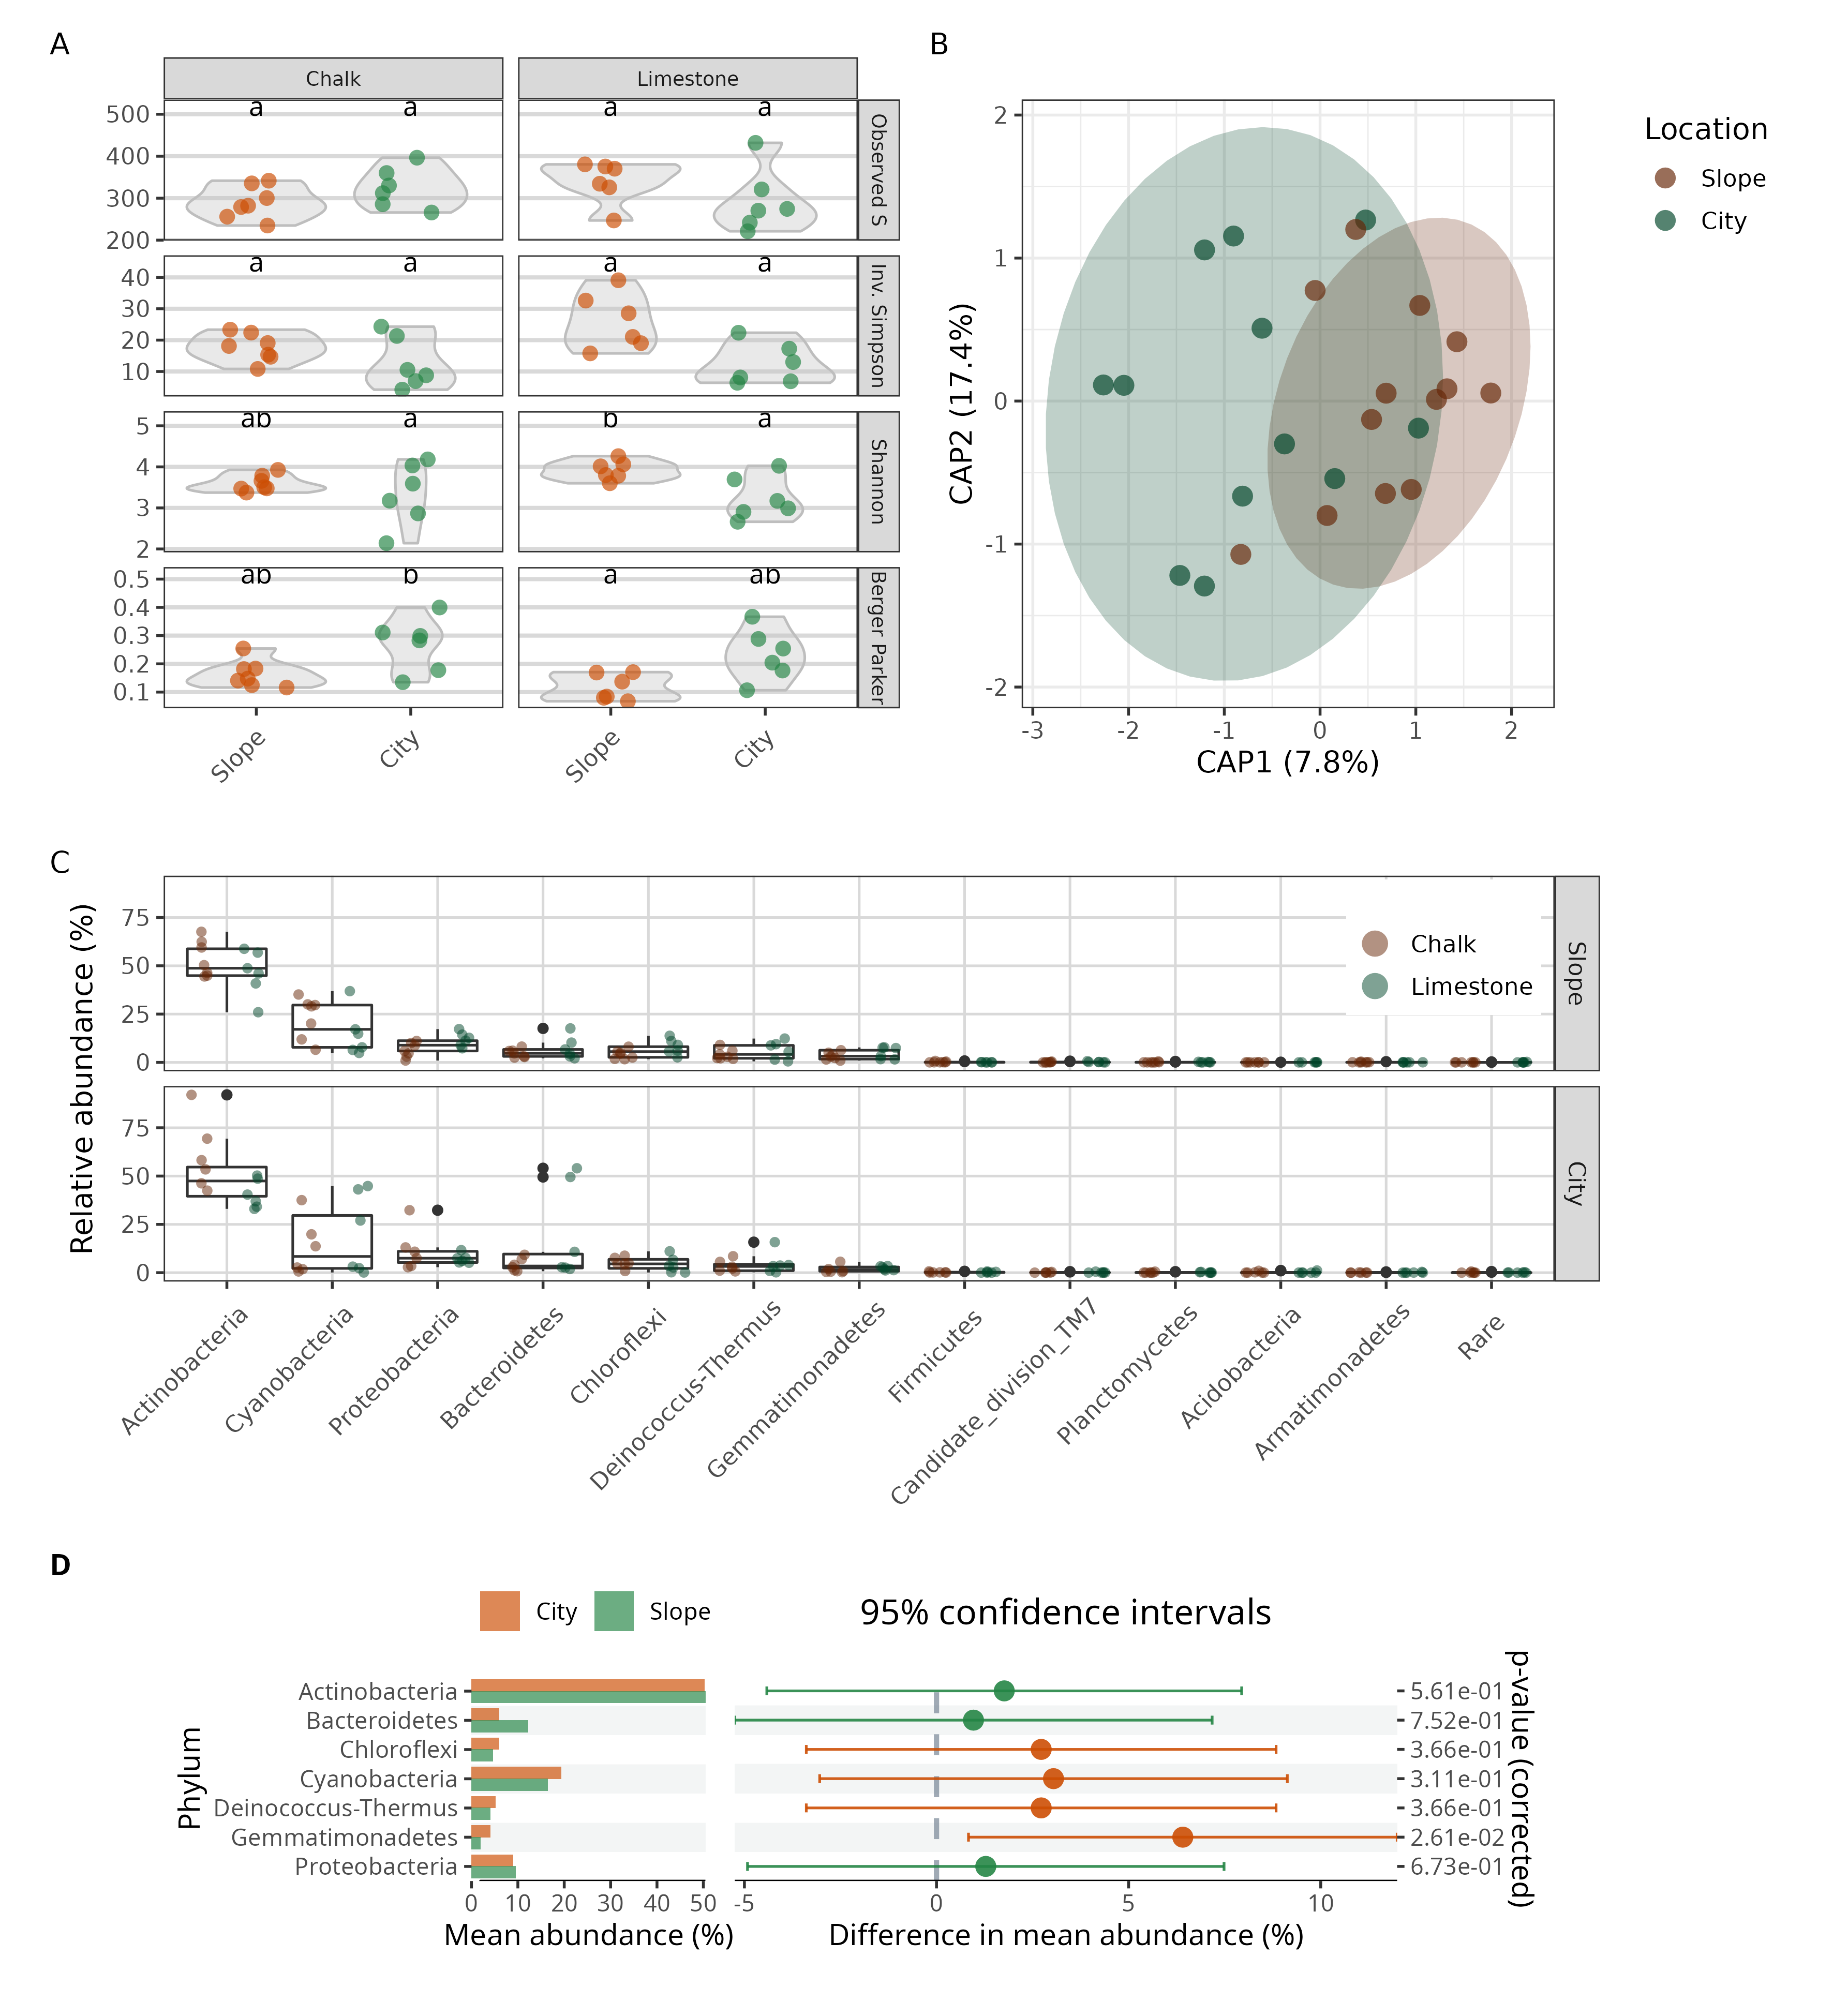 A
Chalk
Limestone
500
400
300
200
a
a
a
a
Observed S
40
30
20
10
a
a
a
a
Inv. Simpson
5
4
3
2
ab
a
b
a
Shannon
0.5
0.4
0.3
0.2
0.1
ab
b
a
ab
Berger Parker
Slope
City
Slope
City
B
CAP2 (17.4%)
2
1
0
-1
-2
-3
-2
-1
0
1
2
CAP1 (7.8%)
Location
Slope
City
C
Relative abundance (%)
75
50
25
0
Chalk
Limestone
Slope
75
50
25
0
City
Actinobacteria
Cyanobacteria
Proteobacteria
Bacteroidetes
Chloroflexi
Deinococcus-Thermus
Gemmatimonadetes
Firmicutes
Candidate_division_TM7
Planctomycetes
Acidobacteria
Armatimonadetes
Rare
D
City
Slope
95% confidence intervals
Phylum
Actinobacteria
Bacteroidetes
Chloroflexi
Cyanobacteria
Deinococcus-Thermus
Gemmatimonadetes
Proteobacteria
0
10
20
30
40
50
Mean abundance (%)
-5
0
5
10
Difference in mean abundance (%)
5.61e-01
7.52e-01
3.66e-01
3.11e-01
3.66e-01
2.61e-02
6.73e-01
p-value (corrected)